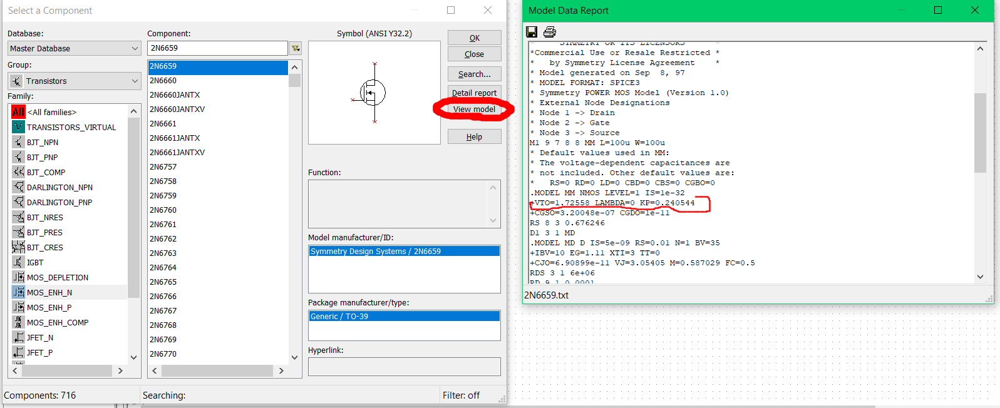 Select a Component
Database:
Master Database
Group:
Transistors
Family:
All <All families>
TRANSISTORS_VIRTUAL
BJT_NPN
BJT_PNP
BJT_COMP
DARLINGTON_NPN
DARLINGTON_PNP
BJT_NRES
BJT_PRES
BJT_CRES
IGBT
MOS_DEPLETION
MOS_ENH_N
MOS_ENH_P
MOS_ENH_COMP
JFET_N
JFET_P
Component:
2N6659
2N6659
2N6660
2N6660JANTX
2N6660JANTXV
2N6661
2N6661JANTX
2N6661JANTXV
2N6757
2N6758
2N6759
2N6760
2N6761
2N6762
2N6763
2N6764
2N6765
2N6766
2N6767
2N6768
2N6769
2N6770
Symbol (ANSI Y32.2)
OK
Close
Search...
Detail report
View model
Help
Function:
Model manufacturer/ID:
Symmetry Design Systems / 2N6659
Package manufacturer/type:
Generic / TO-39
Hyperlink:
Components: 716
Searching:
Filter: off
Model Data Report
* SYMMETRY OR ITS LICENSORS *
*Commercial Use or Resale Restricted *
* by Symmetry License Agreement *
* Model generated on Sep 8, 97
* MODEL FORMAT: SPICE3
* Symmetry POWER MOS Model (Version 1.0)
* External Node Designations
* Node 1 -> Drain
* Node 2 -> Gate
* Node 3 -> Source
M1 9 7 8 8 MM L=100u W=100u
* Default values used in MM:
* The voltage-dependent capacitances are
* not included. Other default values are:
* RS=0 RD=0 LD=0 CBD=0 CBS=0 CGBO=0
.MODEL MM NMOS LEVEL=1 IS=1e-32
+VTO=1.72558 LAMBDA=0 KP=0.240544
+CGSO=3.20048e-07 CGDO=1e-11
RS 8 3 0.676246
D1 3 1 MD
.MODEL MD D IS=5e-09 RS=0.01 N=1 BV=35
+IBV=10 EG=1.11 XTI=3 TT=0
+CJO=6.90899e-11 VJ=3.05405 M=0.587029 FC=0.5
RDS 3 1 6e+06
RD 9 1 0.0001
2N6659.txt